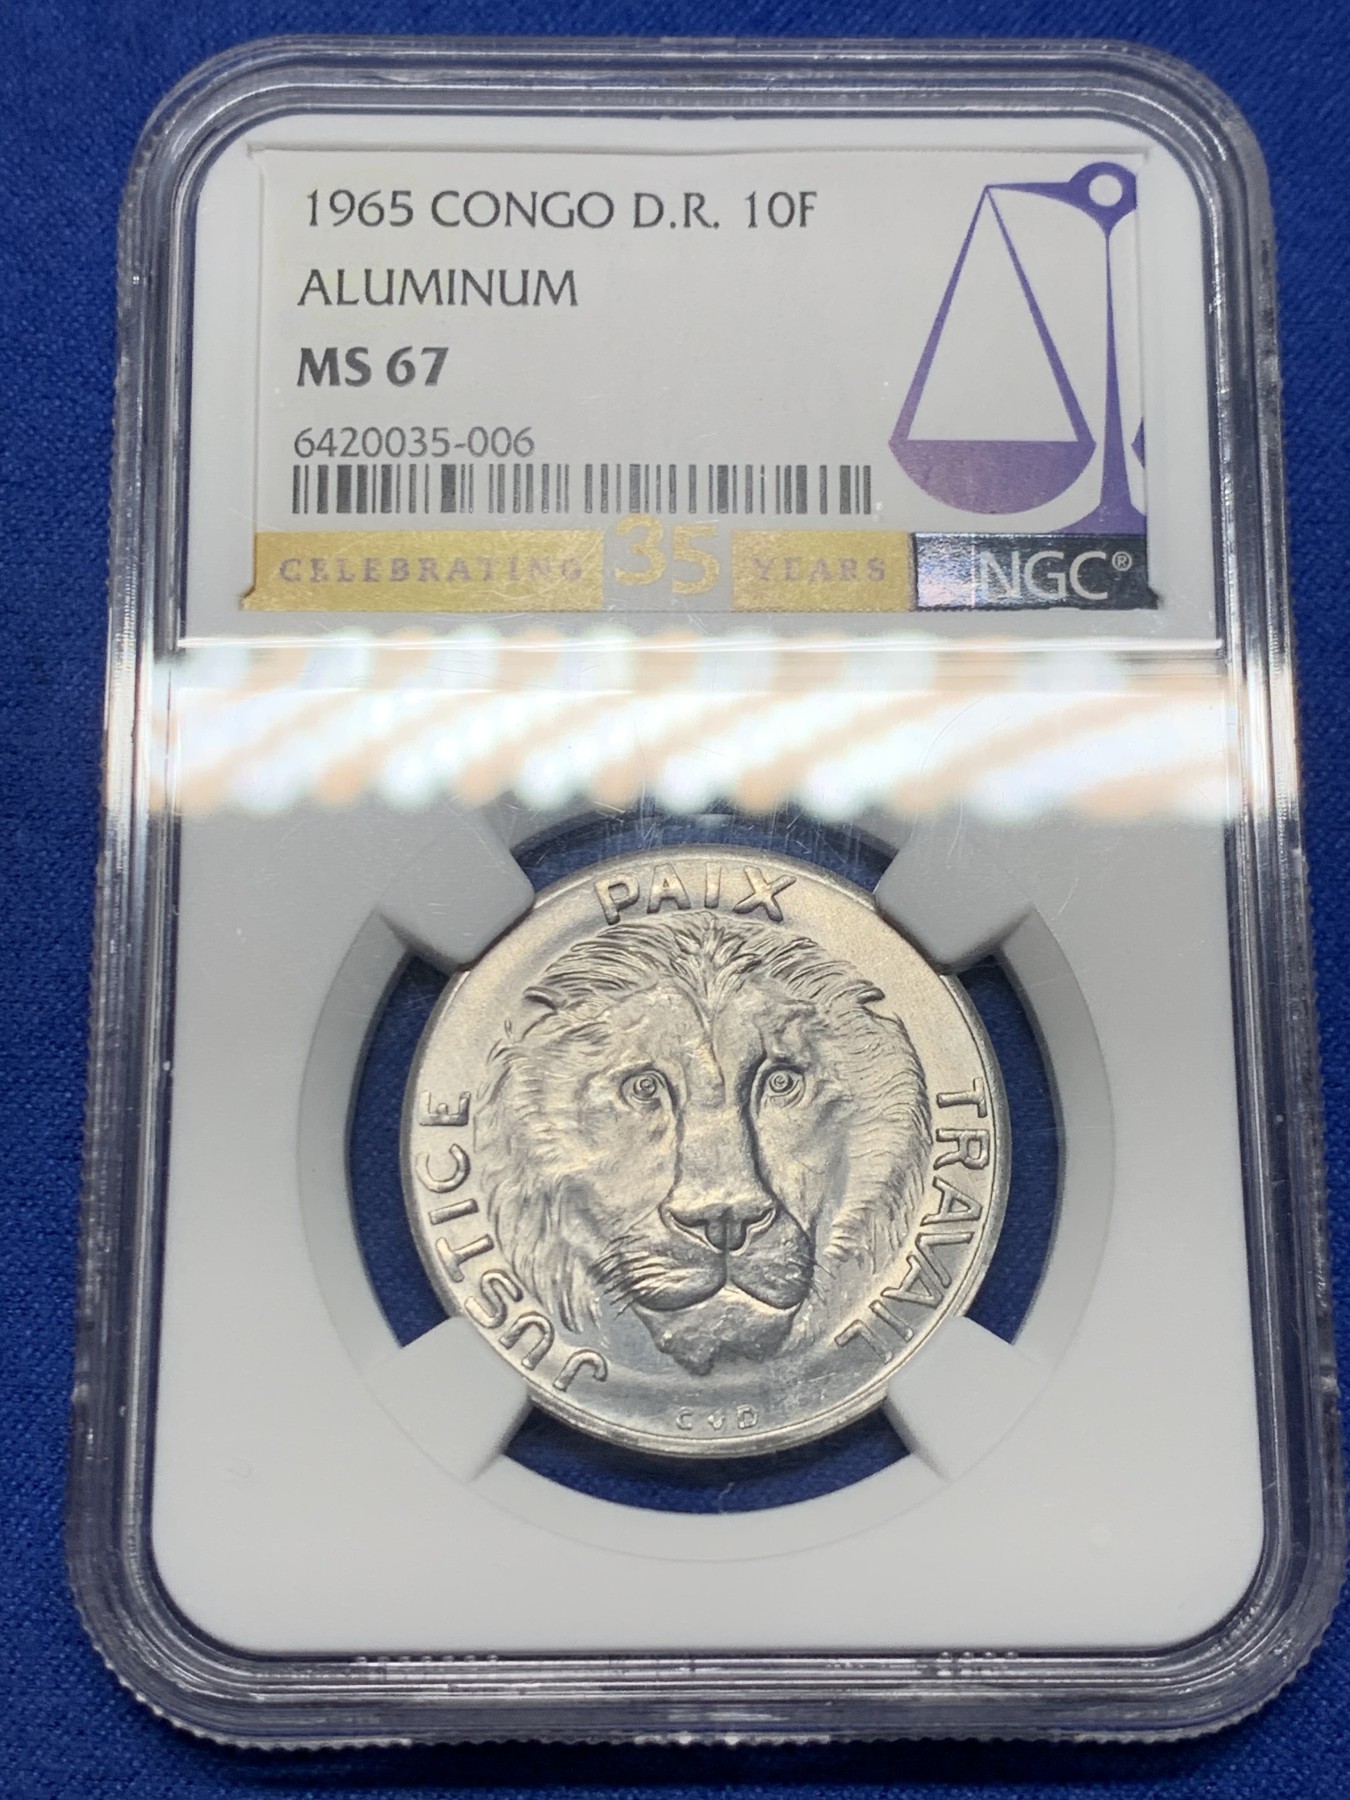 1965 CONGO D.R. 10F
ALUMINUM
MS 67
6420035-006
CELEBRATING 35 YEARS NGC®
PAIX
JUSTICE
TRAVAIL
CVD